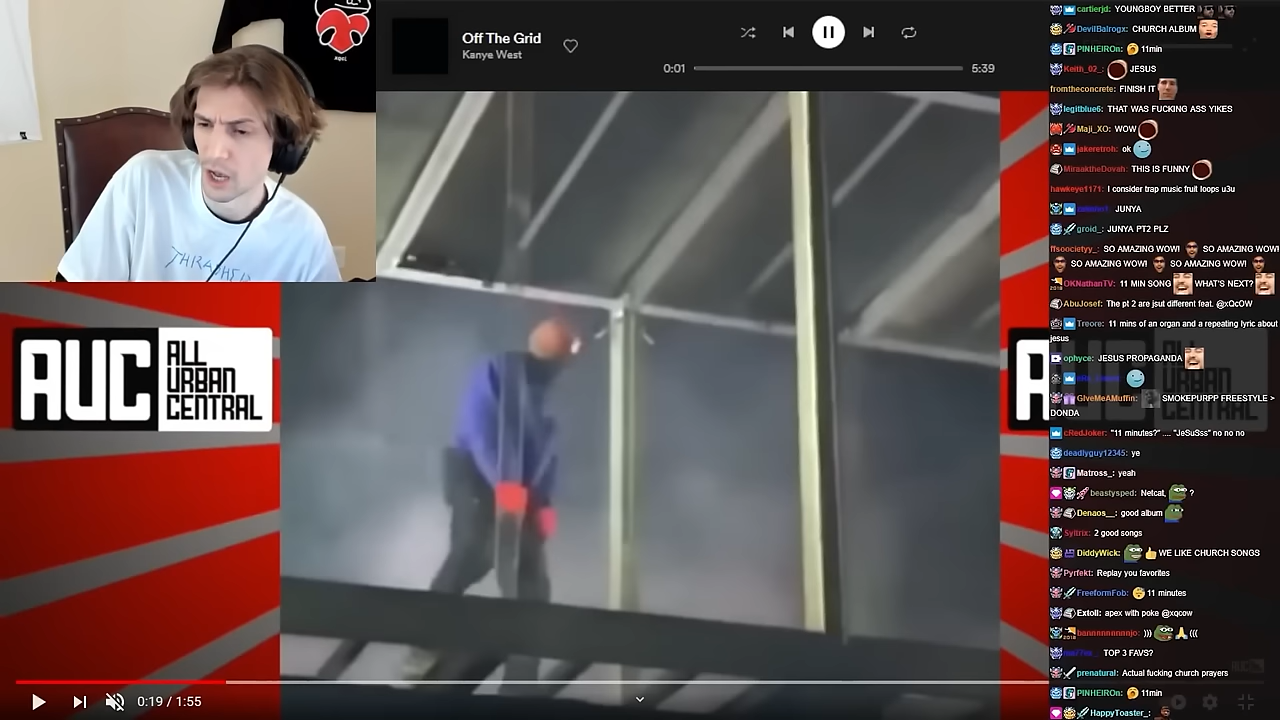 Off The Grid
Kanye West
0:01
5:39
THRASHER
AUC
ALL
URBAN
CENTRAL
0:19 / 1:55
cartierjd: YOUNGBOY BETTER
DevilBalrogx: CHURCH ALBUM
PINHEIROn: 11min
Keith_02_: JESUS
fromtheconcrete: FINISH IT
legitblue6: THAT WAS FUCKING ASS YIKES
Maji_XO: WOW
jakeretroh: ok
MiraaktheDovah: THIS IS FUNNY
hawkeye1171: I consider trap music fruit loops u3u
JUNYA
groid_: JUNYA PT2 PLZ
ffsocietyy_: SO AMAZING WOW! SO AMAZING WOW!
SO AMAZING WOW! SO AMAZING WOW!
OKNathanTV: 11 MIN SONG WHAT'S NEXT?
AbuJosef: The pt 2 are jsut different feat. @xQcOW
Treore: 11 mins of an organ and a repeating lyric about
jesus
ophyce: JESUS PROPAGANDA
GIveMeAMuffin: SMOKEPURPP FREESTYLE >
DONDA
cRedJoker: "11 minutes?" .... "JeSuSss" no no no
deadlyguy12345: ye
Matross_: yeah
beastysped: Netcat, ?
Denaos__: good album
Syltrix: 2 good songs
DiddyWick: WE LIKE CHURCH SONGS
Pyrfekt: Replay you favorites
FreeformFob: 11 minutes
Extoll: apex with poke @xqcow
bannnnnnnnnjo: ))) (((
TOP 3 FAVS?
prenatural: Actual fucking church prayers
PINHEIROn: 11min
HappyToaster_: